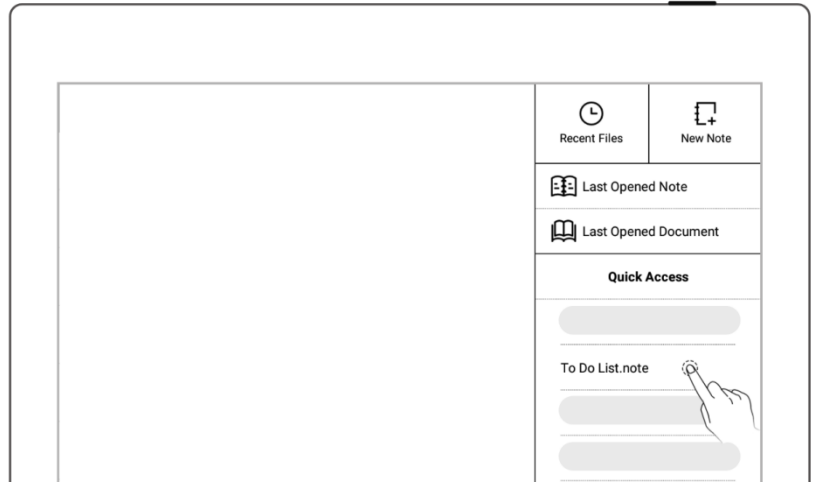 Recent Files
New Note
Last Opened Note
Last Opened Document
Quick Access
To Do List.note